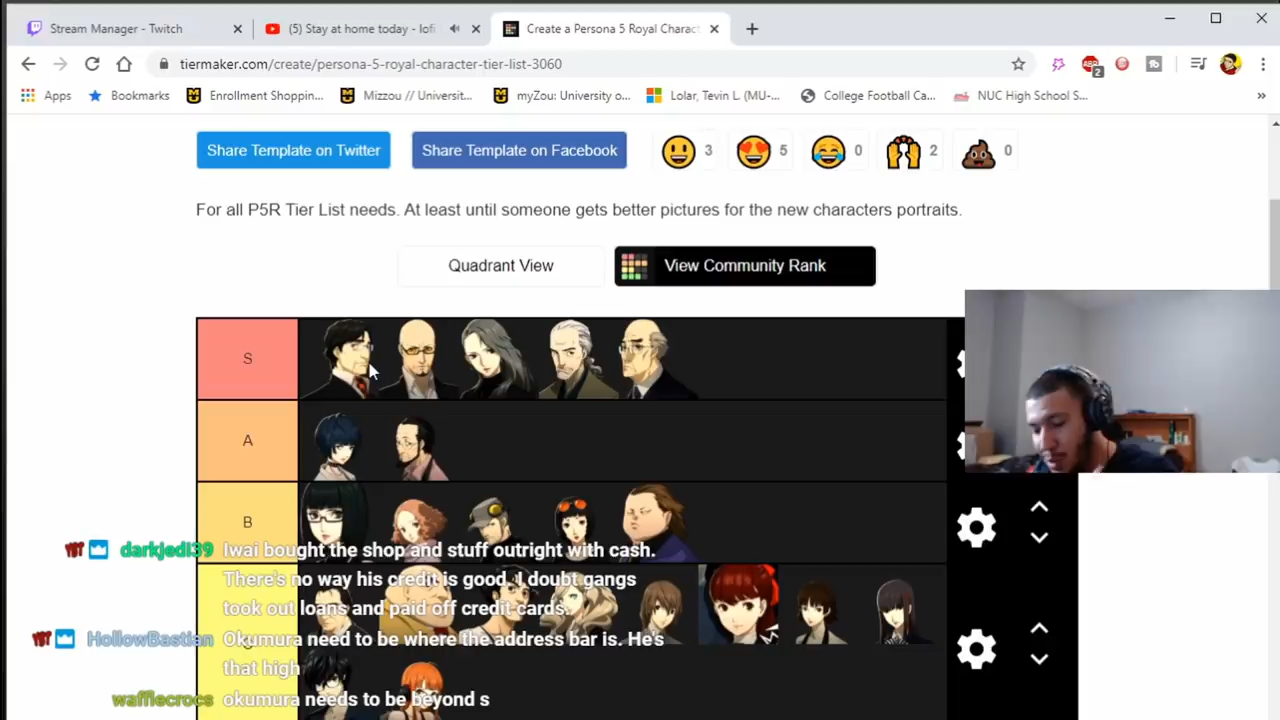 Stream Manager - Twitch
(5) Stay at home today - lofi
Create a Persona 5 Royal Charact
tiermaker.com/create/persona-5-royal-character-tier-list-3060
ABP
2
Apps
Bookmarks
Enrollment Shoppin...
Mizzou // Universit...
myZou: University o...
Lolar, Tevin L. (MU-...
College Football Ca...
NUC High School S...
»
Share Template on Twitter
Share Template on Facebook
3
5
0
2
0
For all P5R Tier List needs. At least until someone gets better pictures for the new characters portraits.
Quadrant View
View Community Rank
S
A
B
darkjedi39 Iwai bought the shop and stuff outright with cash.
There's no way his credit is good. I doubt gangs
took out loans and paid off credit cards.
HollowBastian Okumura need to be where the address bar is. He's
that high
wafflecrocs okumura needs to be beyond s